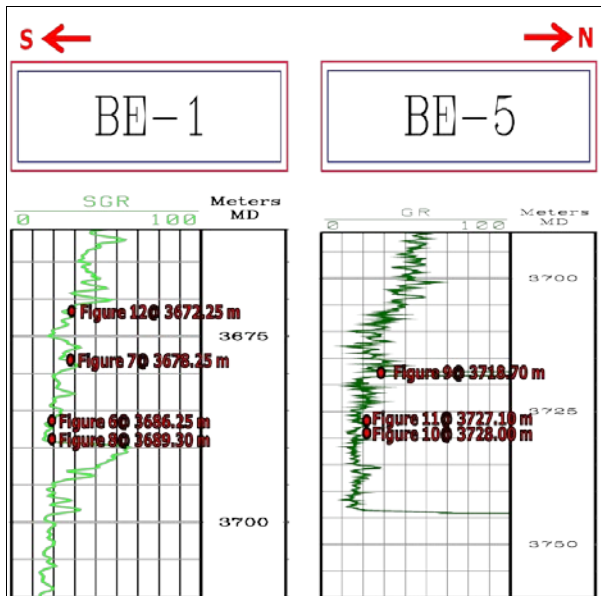 S N
BE-1 BE-5
SGR Meters
0 100 MD
GR Meters
0 100 MD
3700
Figure 12@ 3672.25 m
3675
Figure 7@ 3678.25 m
Figure 9@ 3718.70 m
Figure 6@ 3686.25 m
3725
Figure 11@ 3727.10 m
Figure 8@ 3689.30 m
Figure 10@ 3728.00 m
3700
3750